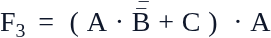 F₃ = ( A · B̿̄ + C ) · A